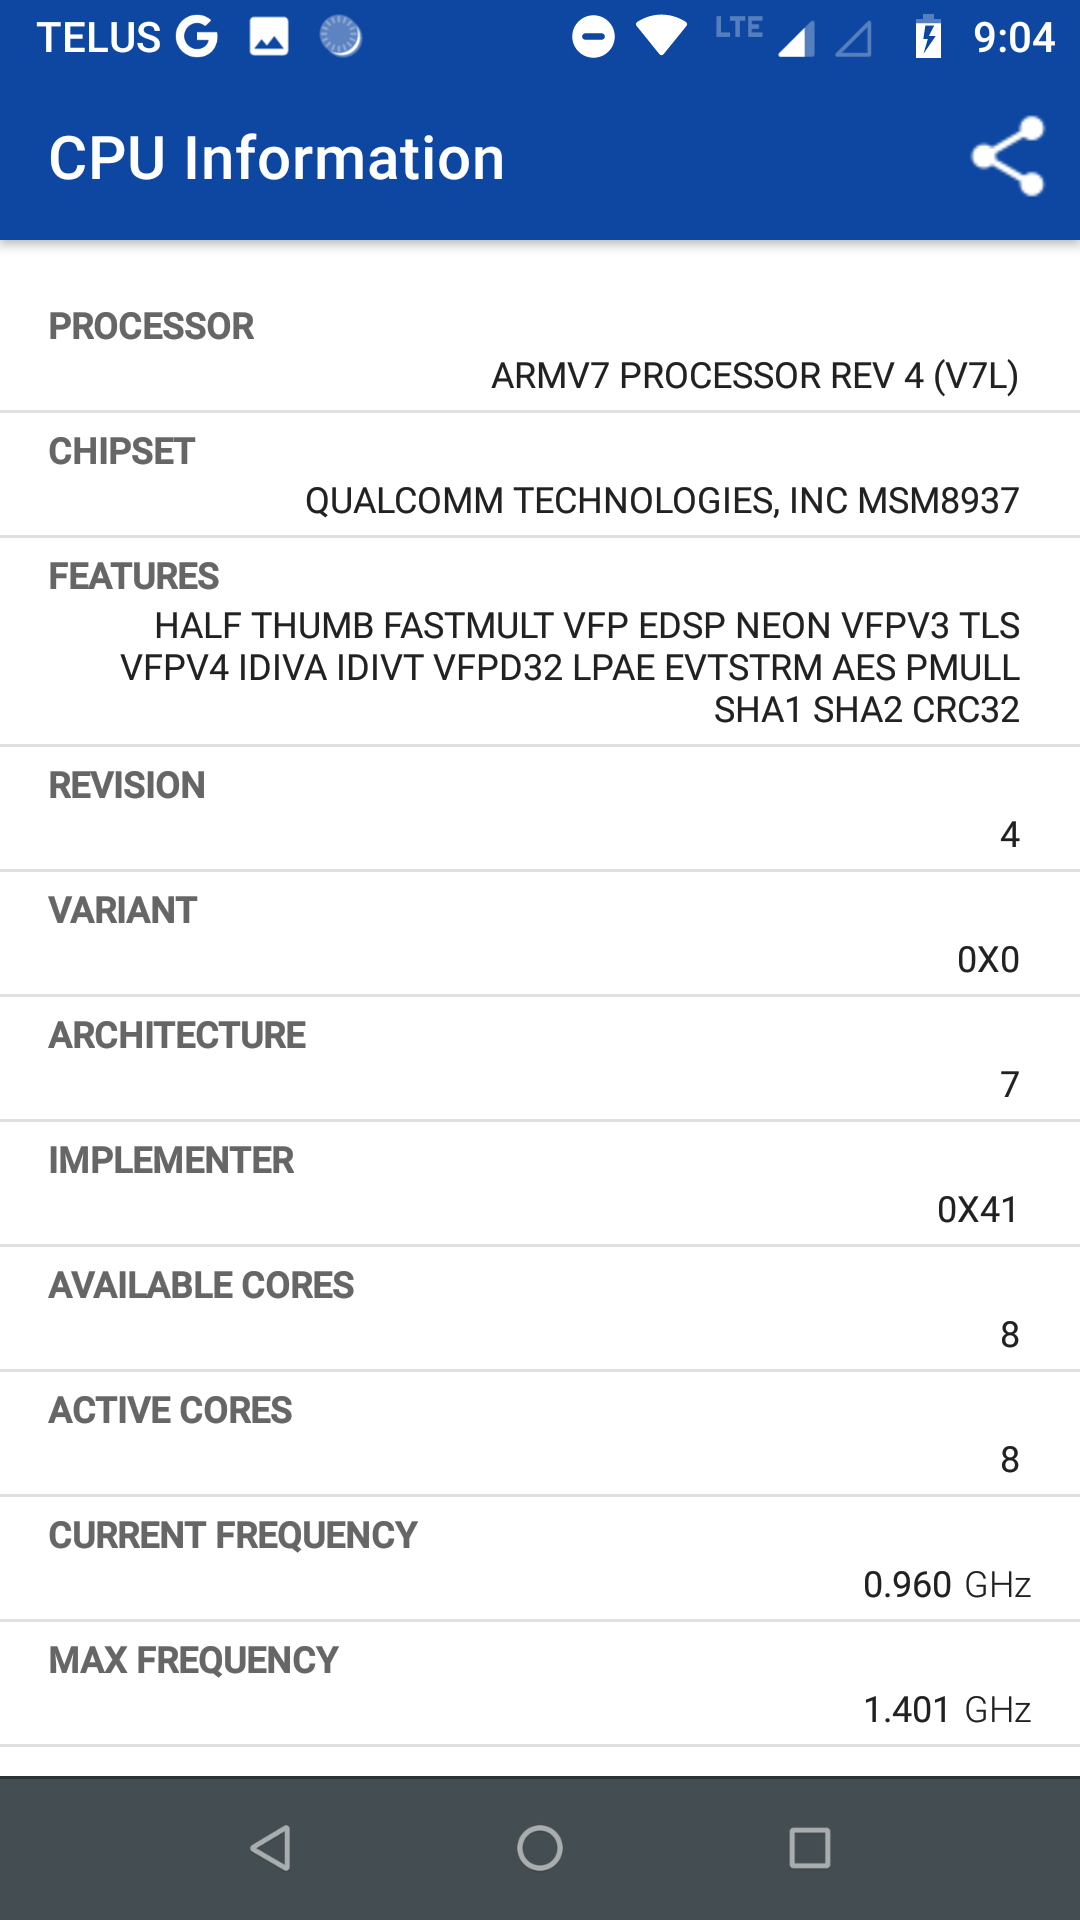 TELUS G LTE 9:04
CPU Information
PROCESSOR
ARMV7 PROCESSOR REV 4 (V7L)
CHIPSET
QUALCOMM TECHNOLOGIES, INC MSM8937
FEATURES
HALF THUMB FASTMULT VFP EDSP NEON VFPV3 TLS
VFPV4 IDIVA IDIVT VFPD32 LPAE EVTSTRM AES PMULL
SHA1 SHA2 CRC32
REVISION
4
VARIANT
0X0
ARCHITECTURE
7
IMPLEMENTER
0X41
AVAILABLE CORES
8
ACTIVE CORES
8
CURRENT FREQUENCY
0.960 GHz
MAX FREQUENCY
1.401 GHz